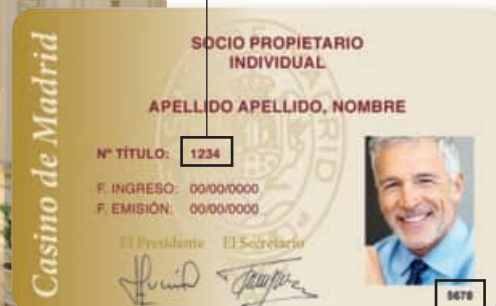 Casino de Madrid
SOCIO PROPIETARIO
INDIVIDUAL
APELLIDO APELLIDO, NOMBRE
Nº TÍTULO: 1234
F. INGRESO: 00/00/0000
F. EMISIÓN: 00/00/0000
El Presidente El Secretario
5678